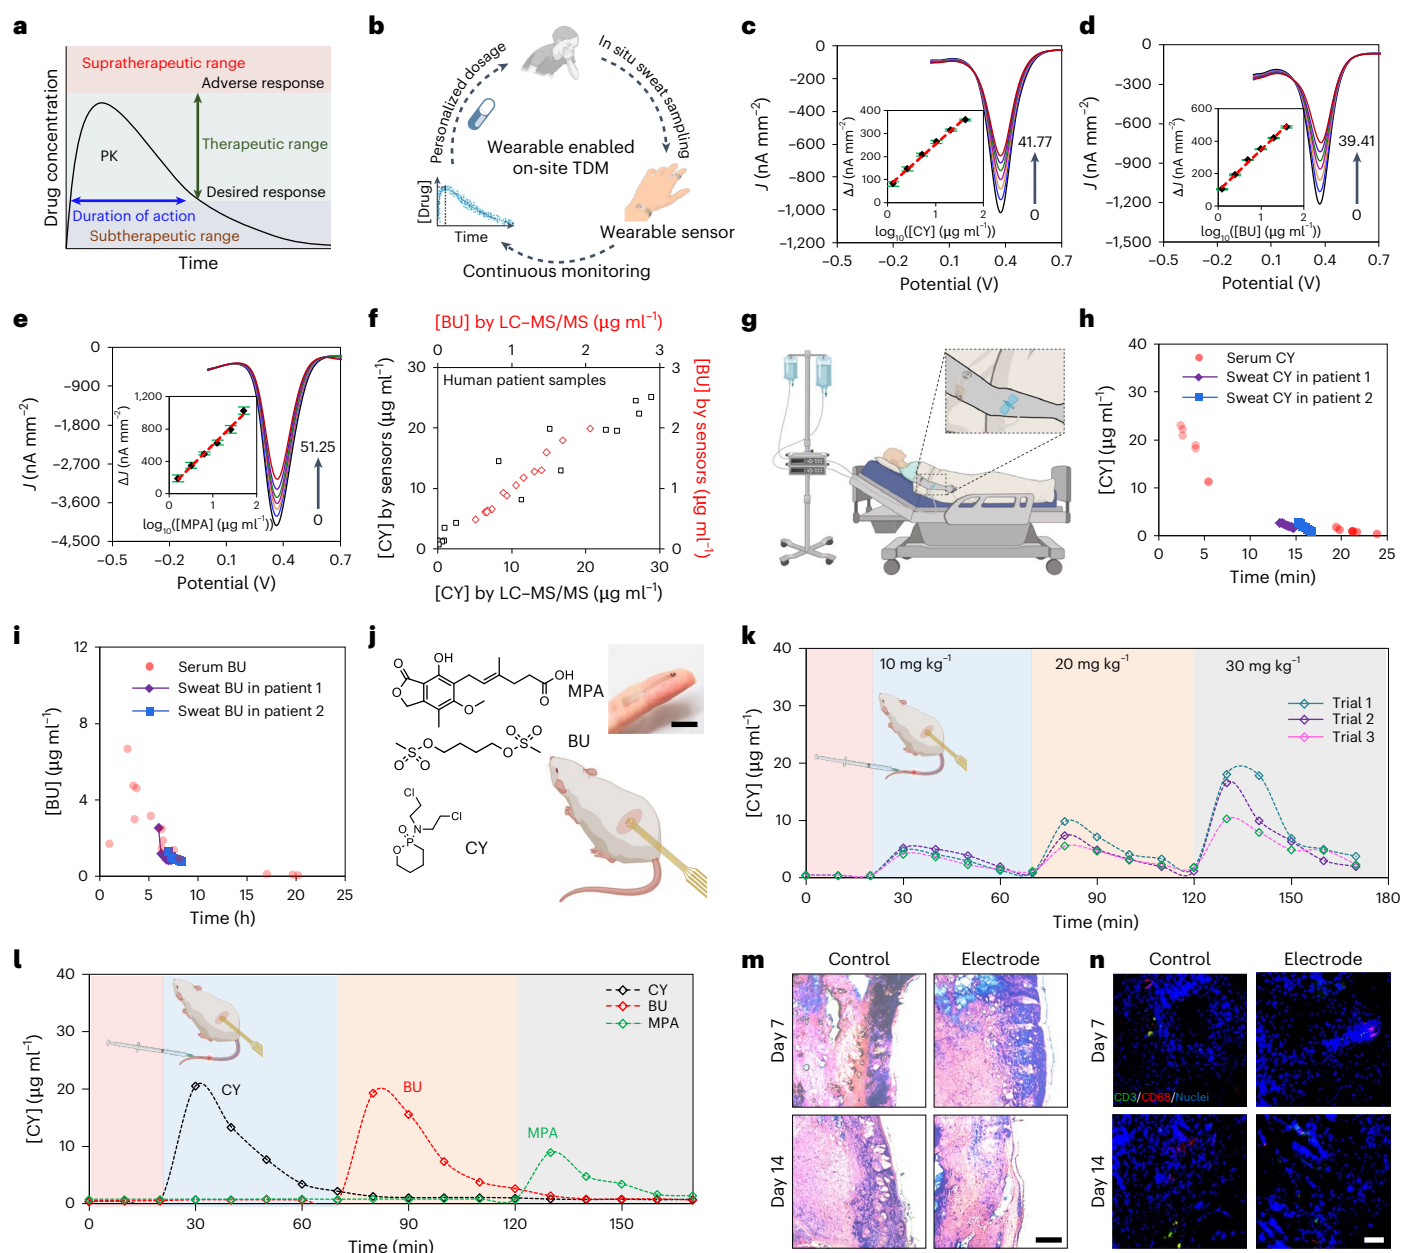 a
Supratherapeutic range
Adverse response
Therapeutic range
PK
Desired response
Duration of action
Subtherapeutic range
Drug concentration
Time
b
Personalized dosage
In situ sweat sampling
Wearable enabled
on-site TDM
[Drug]
Time
Wearable sensor
Continuous monitoring
c
0
–200
–400
–600
–800
–1,000
–1,200
J (nA mm⁻²)
400
300
200
100
0
ΔJ (nA mm⁻²)
0 2
log₁₀([CY] (µg ml⁻¹))
41.77
0
–0.5 –0.2 0.1 0.4 0.7
Potential (V)
d
0
–300
–600
–900
–1,200
–1,500
J (nA mm⁻²)
600
400
200
0
ΔJ (nA mm⁻²)
0 2
log₁₀([BU] (µg ml⁻¹))
39.41
0
–0.5 –0.2 0.1 0.4 0.7
Potential (V)
e
0
–900
–1,800
–2,700
–3,600
–4,500
J (nA mm⁻²)
1,200
800
400
0
ΔJ (nA mm⁻²)
0 2
log₁₀([MPA] (µg ml⁻¹))
51.25
0
–0.5 –0.2 0.1 0.4 0.7
Potential (V)
f
[BU] by LC–MS/MS (µg ml⁻¹)
0 1 2 3
Human patient samples
30
20
10
0
[CY] by sensors (µg ml⁻¹)
3
2
1
0
[BU] by sensors (µg ml⁻¹)
0 10 20 30
[CY] by LC–MS/MS (µg ml⁻¹)
g
h
Serum CY
Sweat CY in patient 1
Sweat CY in patient 2
40
30
20
10
0
[CY] (µg ml⁻¹)
0 5 10 15 20 25
Time (min)
i
Serum BU
Sweat BU in patient 1
Sweat BU in patient 2
12
8
4
0
[BU] (µg ml⁻¹)
0 5 10 15 20 25
Time (h)
j
O
OH
O
O
OH
O
MPA
O
O
S
O
O
O
S
O
BU
Cl
Cl
O
N
P
O
CY
k
10 mg kg⁻¹
20 mg kg⁻¹
30 mg kg⁻¹
Trial 1
Trial 2
Trial 3
40
30
20
10
0
[CY] (µg ml⁻¹)
0 30 60 90 120 150 180
Time (min)
l
CY
BU
MPA
CY
BU
MPA
40
30
20
10
0
[CY] (µg ml⁻¹)
0 30 60 90 120 150
Time (min)
m
Control Electrode
Day 7
Day 14
n
Control Electrode
Day 7
CD3/CD68/Nuclei
Day 14